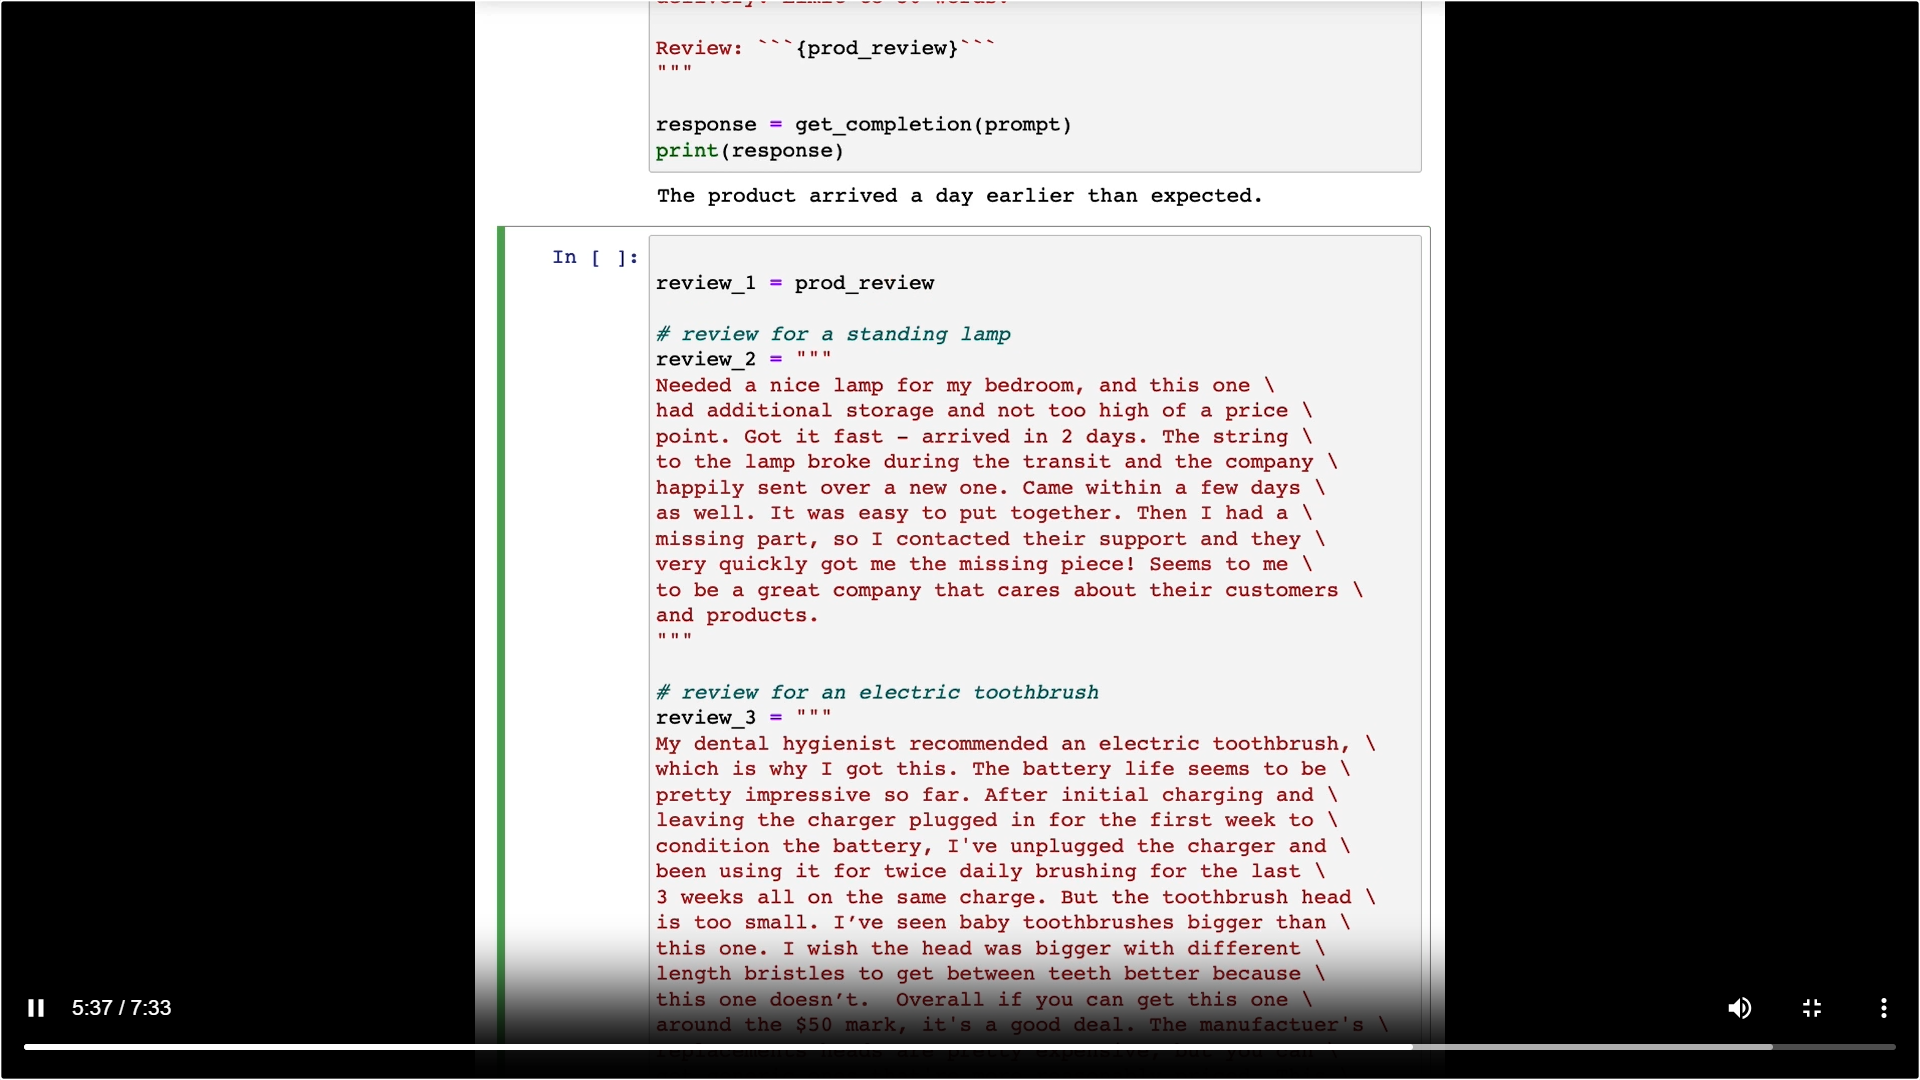 Review: ```{prod_review}```
"""
response = get_completion(prompt)
print(response)
The product arrived a day earlier than expected.
In [ ]:
review_1 = prod_review
# review for a standing lamp
review_2 = """
Needed a nice lamp for my bedroom, and this one \
had additional storage and not too high of a price \
point. Got it fast - arrived in 2 days. The string \
to the lamp broke during the transit and the company \
happily sent over a new one. Came within a few days \
as well. It was easy to put together. Then I had a \
missing part, so I contacted their support and they \
very quickly got me the missing piece! Seems to me \
to be a great company that cares about their customers \
and products.
"""
# review for an electric toothbrush
review_3 = """
My dental hygienist recommended an electric toothbrush, \
which is why I got this. The battery life seems to be \
pretty impressive so far. After initial charging and \
leaving the charger plugged in for the first week to \
condition the battery, I've unplugged the charger and \
been using it for twice daily brushing for the last \
3 weeks all on the same charge. But the toothbrush head \
is too small. I’ve seen baby toothbrushes bigger than \
this one. I wish the head was bigger with different \
length bristles to get between teeth better because \
this one doesn’t.  Overall if you can get this one \
around the $50 mark, it's a good deal. The manufactuer's \
replacements heads are pretty expensive, but you can \
5:37 / 7:33